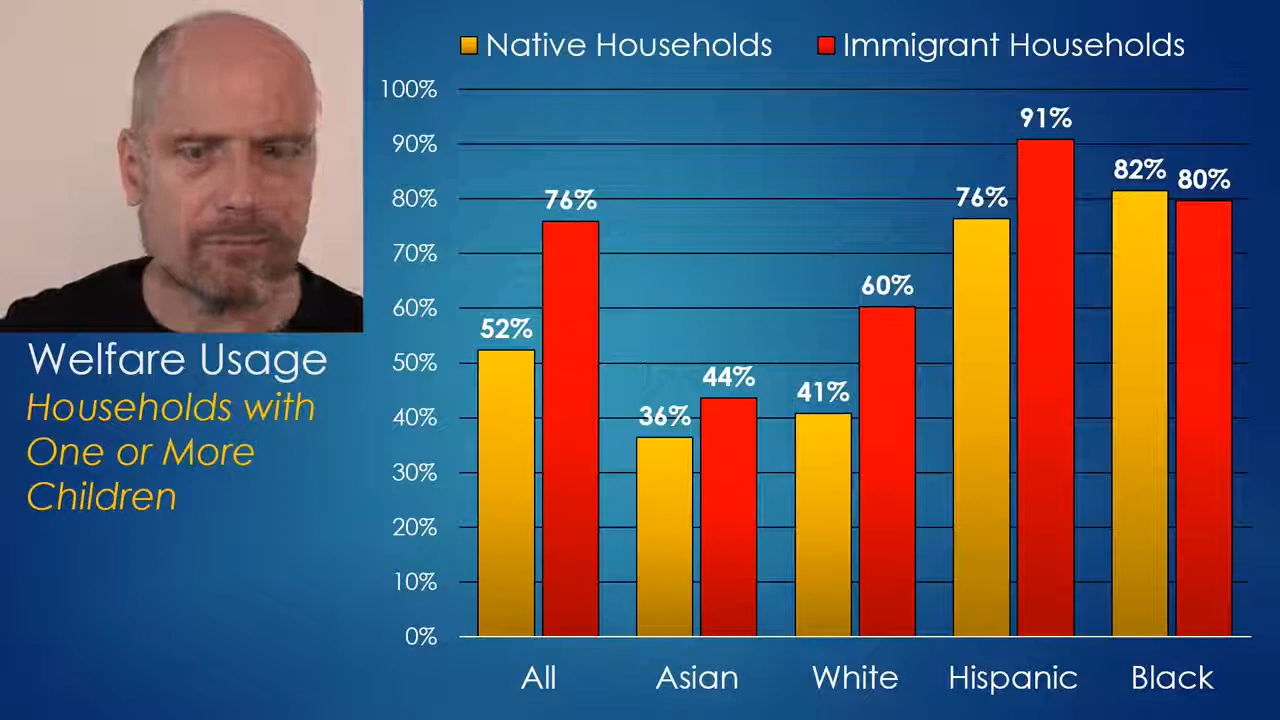 Native Households Immigrant Households
100%
90%
80%
70%
60%
50%
40%
30%
20%
10%
0%
52% 76%
36% 44%
41% 60%
76% 91%
82% 80%
All Asian White Hispanic Black
Welfare Usage
Households with
One or More
Children